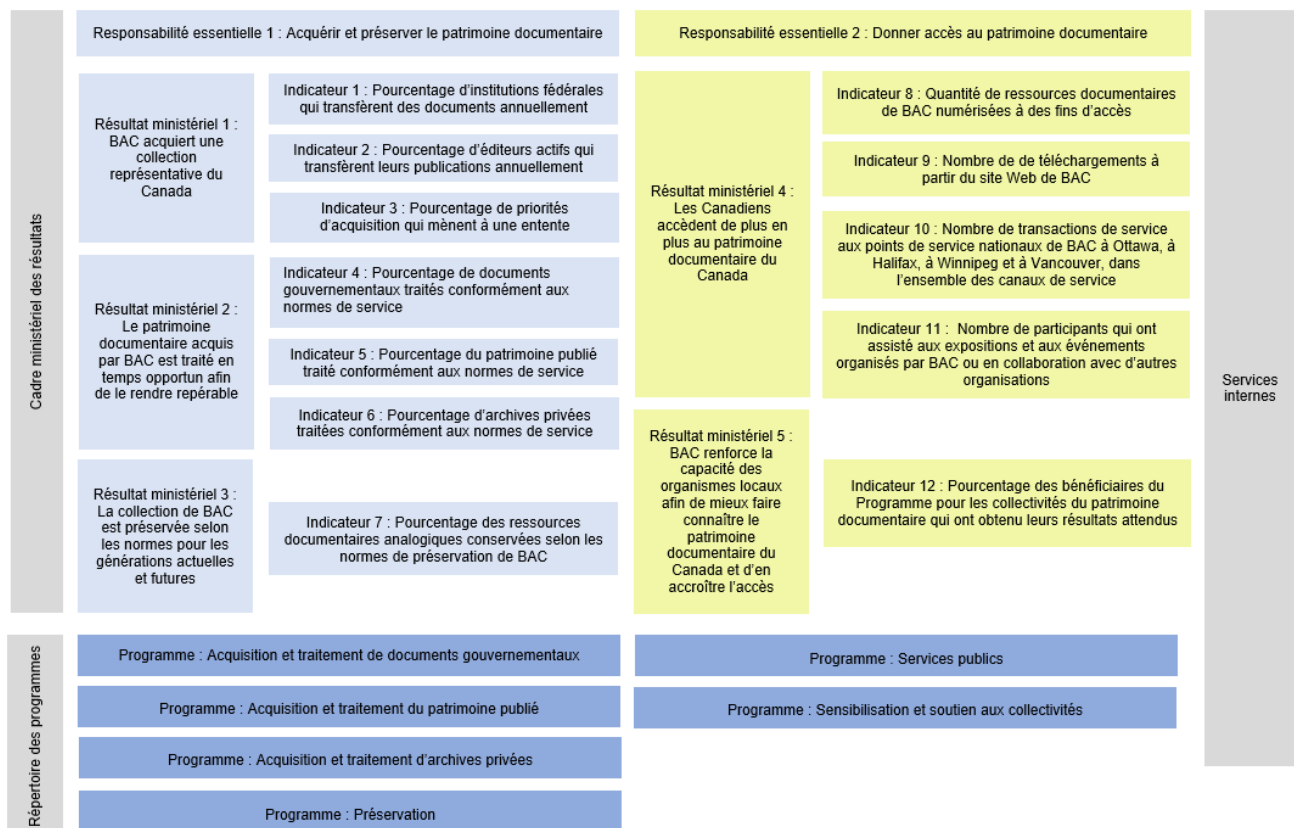 Cadre ministériel des résultats
Responsabilité essentielle 1 : Acquérir et préserver le patrimoine documentaire
Résultat ministériel 1 :
BAC acquiert une
collection
représentative du
Canada
Indicateur 1 : Pourcentage d'institutions fédérales
qui transfèrent des documents annuellement
Indicateur 2 : Pourcentage d'éditeurs actifs qui
transfèrent leurs publications annuellement
Indicateur 3 : Pourcentage de priorités
d'acquisition qui mènent à une entente
Résultat ministériel 2 :
Le patrimoine
documentaire acquis
par BAC est traité en
temps opportun afin
de le rendre repérable
Indicateur 4 : Pourcentage de documents
gouvernementaux traités conformément aux
normes de service
Indicateur 5 : Pourcentage du patrimoine publié
traité conformément aux normes de service
Indicateur 6 : Pourcentage d'archives privées
traitées conformément aux normes de service
Résultat ministériel 3 :
La collection de BAC
est préservée selon
les normes pour les
générations actuelles
et futures
Indicateur 7 : Pourcentage des ressources
documentaires analogiques conservées selon les
normes de préservation de BAC
Responsabilité essentielle 2 : Donner accès au patrimoine documentaire
Résultat ministériel 4 :
Les Canadiens
accèdent de plus en
plus au patrimoine
documentaire du
Canada
Indicateur 8 : Quantité de ressources documentaires
de BAC numérisées à des fins d'accès
Indicateur 9 : Nombre de de téléchargements à
partir du site Web de BAC
Indicateur 10 : Nombre de transactions de service
aux points de service nationaux de BAC à Ottawa, à
Halifax, à Winnipeg et à Vancouver, dans
l'ensemble des canaux de service
Indicateur 11 : Nombre de participants qui ont
assisté aux expositions et aux événements
organisés par BAC ou en collaboration avec d'autres
organisations
Résultat ministériel 5 :
BAC renforce la
capacité des
organismes locaux
afin de mieux faire
connaître le
patrimoine
documentaire du
Canada et d'en
accroître l'accès
Indicateur 12 : Pourcentage des bénéficiaires du
Programme pour les collectivités du patrimoine
documentaire qui ont obtenu leurs résultats attendus
Services
internes
Répertoire des programmes
Programme : Acquisition et traitement de documents gouvernementaux
Programme : Acquisition et traitement du patrimoine publié
Programme : Acquisition et traitement d'archives privées
Programme : Préservation
Programme : Services publics
Programme : Sensibilisation et soutien aux collectivités